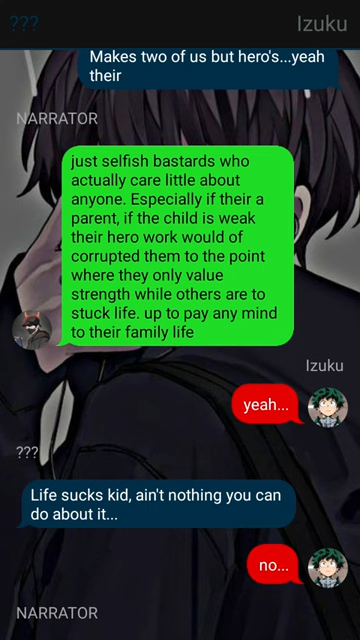 ???
Izuku
Makes two of us but hero's...yeah
their
NARRATOR
just selfish bastards who
actually care little about
anyone. Especially if their a
parent, if the child is weak
their hero work would of
corrupted them to the point
where they only value
strength while others are to
stuck life. up to pay any mind
to their family life
Izuku
yeah...
???
Life sucks kid, ain't nothing you can
do about it...
no...
NARRATOR